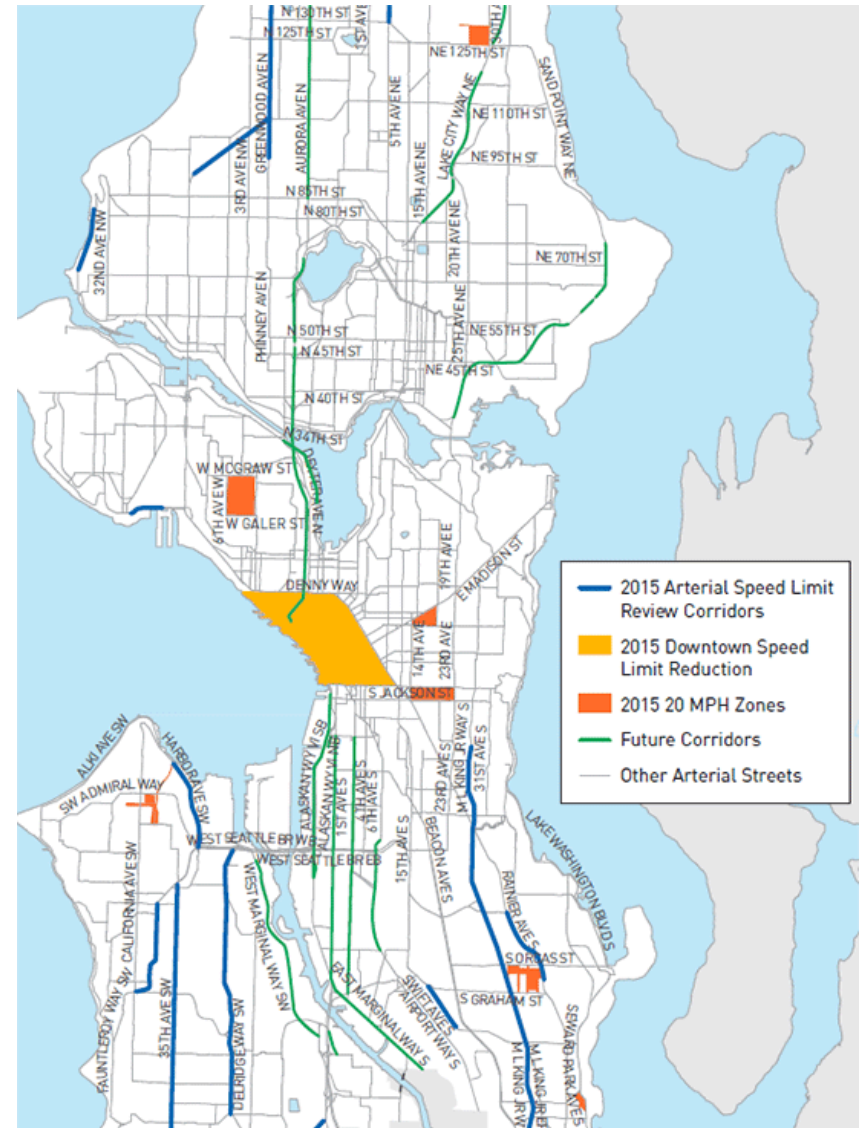 N 130TH ST
N 125TH ST
1ST AVE
30TH AV
NE 125TH ST
SAND POINT WAY NE
GREENWOOD AVE N
AURORA AVE N
5TH AVE NE
LAKE CITY WAY NE
NE 110TH ST
3RD AVE NW
15TH AVE NE
NE 95TH ST
N 85TH ST
N 80TH ST
32ND AVE NW
20TH AVE NE
NE 70TH ST
PHINNEY AVE N
N 50TH ST
N 45TH ST
25TH AVE NE
NE 55TH ST
NE 45TH ST
N 40TH ST
N 34TH ST
DEXTER AVE N
W MCGRAW ST
6TH AVE W
W GALER ST
19TH AVE E
E MADISON ST
DENNY WAY
14TH AVE
23RD AVE
S JACKSON ST
2015 Arterial Speed Limit
Review Corridors
2015 Downtown Speed
Limit Reduction
2015 20 MPH Zones
Future Corridors
Other Arterial Streets
ALKI AVE SW
HARBOR AVE SW
SW ADMIRAL WAY
ALASKAN WY VI SB
ALASKAN WY VI NB
1ST AVE S
4TH AVE S
6TH AVE S
15TH AVE S
23RD AVE S
M L KING JR WAY S
31ST AVE S
BEACON AVE S
LAKE WASHINGTON BLVD S
WEST SEATTLE BR WB
WEST SEATTLE BR EB
CALIFORNIA AVE SW
WEST MARGINAL WAY SW
RAINIER AVE S
S ORCAS ST
FAUNTLEROY WAY SW
35TH AVE SW
DELRIDGE WAY SW
EAST MARGINAL WAY S
SWIFT AVE S
AIRPORT WAY S
S GRAHAM ST
SEWARD PARK AVE S
M L KING JR W
M L KING JR